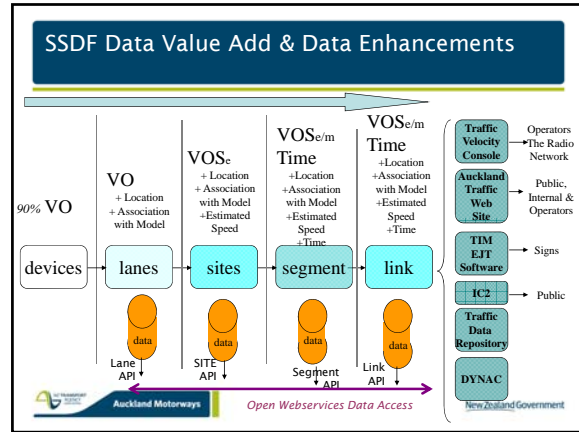 SSDF Data Value Add & Data Enhancements
90% VO
VO
+ Location
+ Association
with Model
VOSe
+ Location
+ Association
with Model
+Estimated
Speed
VOSe/m
Time
+Location
+Association
with Model
+Estimated
Speed
+Time
VOSe/m
Time
+Location
+Association
with Model
+Estimated
Speed
+Time
devices
lanes
sites
segment
link
data
data
data
data
Lane
API
SITE
API
Segment
API
Link
API
Open Webservices Data Access
Traffic
Velocity
Console
Operators
The Radio
Network
Auckland
Traffic
Web
Site
Public,
Internal &
Operators
TIM
EJT
Software
Signs
IC2
Public
Traffic
Data
Repository
DYNAC
NZ TRANSPORT
AGENCY
Auckland Motorways
New Zealand Government